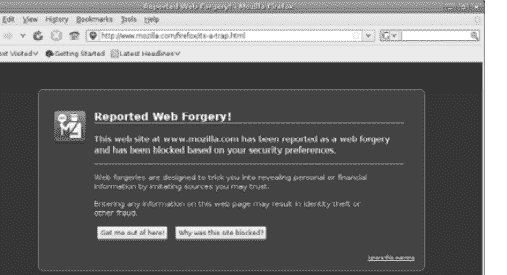 Reported Web Forgery! - Mozilla Firefox
Edit View History Bookmarks Tools Help
http://www.mozilla.com/firefox/its-a-trap.html
Visited Getting Started Latest Headlines
Reported Web Forgery!
This web site at www.mozilla.com has been reported as a web forgery
and has been blocked based on your security preferences.
Web forgeries are designed to trick you into revealing personal or financial
information by imitating sources you may trust.
Entering any information on this web page may result in identity theft or
other fraud.
Get me out of here! Why was this site blocked?
Ignore this warning